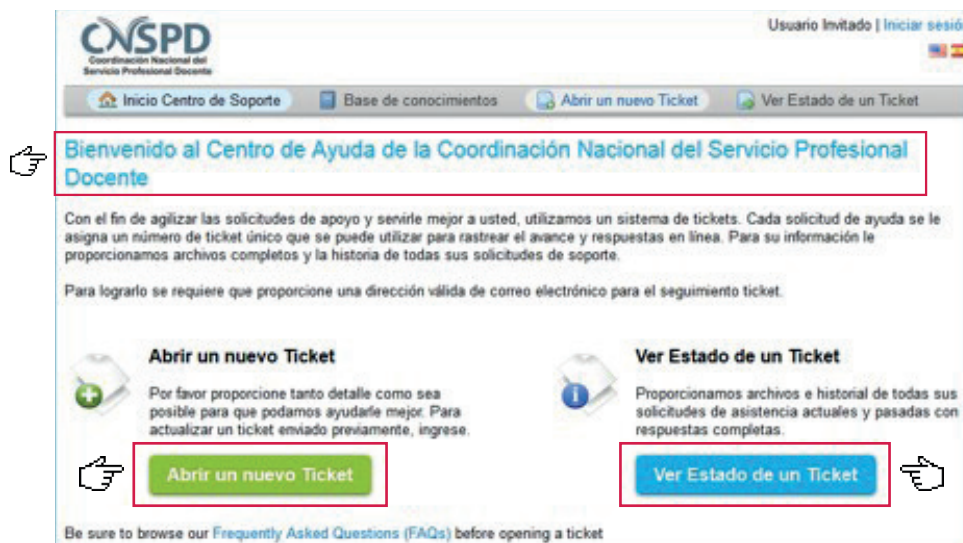 CNSPD
Coordinación Nacional del
Servicio Profesional Docente
Usuario Invitado | Iniciar sesió
Inicio Centro de Soporte Base de conocimientos Abrir un nuevo Ticket Ver Estado de un Ticket
Bienvenido al Centro de Ayuda de la Coordinación Nacional del Servicio Profesional
Docente
Con el fin de agilizar las solicitudes de apoyo y servirle mejor a usted, utilizamos un sistema de tickets. Cada solicitud de ayuda se le
asigna un número de ticket único que se puede utilizar para rastrear el avance y respuestas en línea. Para su información le
proporcionamos archivos completos y la historia de todas sus solicitudes de soporte.
Para lograrlo se requiere que proporcione una dirección válida de correo electrónico para el seguimiento ticket.
Abrir un nuevo Ticket
Por favor proporcione tanto detalle como sea
posible para que podamos ayudarle mejor. Para
actualizar un ticket enviado previamente, ingrese.
Abrir un nuevo Ticket
Ver Estado de un Ticket
Proporcionamos archivos e historial de todas sus
solicitudes de asistencia actuales y pasadas con
respuestas completas.
Ver Estado de un Ticket
Be sure to browse our Frequently Asked Questions (FAQs) before opening a ticket